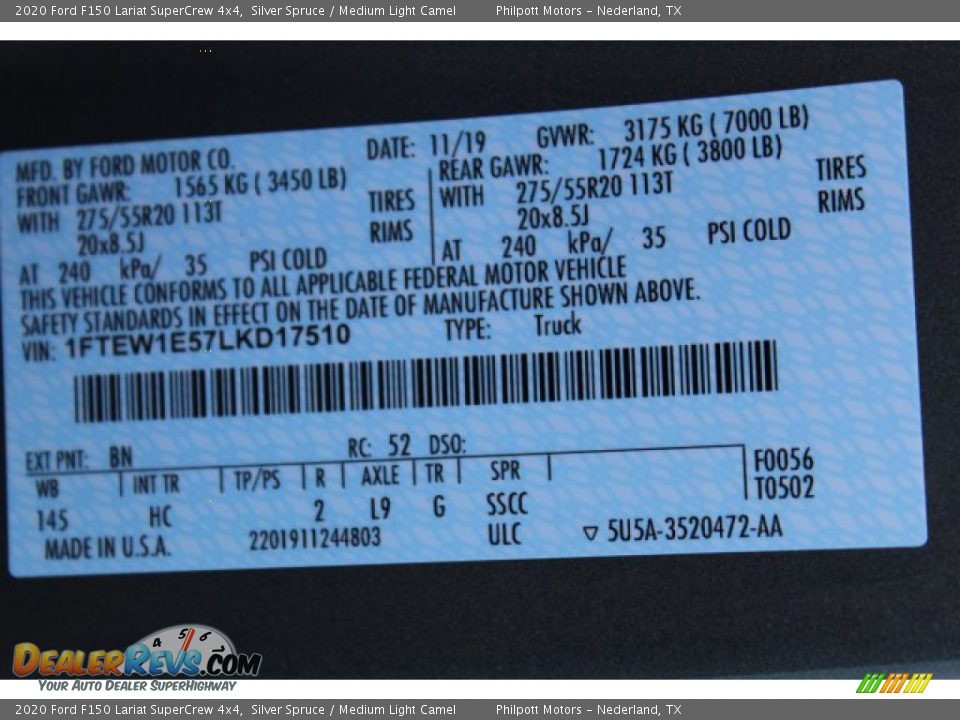 2020 Ford F150 Lariat SuperCrew 4x4, Silver Spruce / Medium Light Camel Philpott Motors - Nederland, TX
MFD. BY FORD MOTOR CO. DATE: 11/19 GVWR: 3175 KG ( 7000 LB)
FRONT GAWR: 1565 KG ( 3450 LB) REAR GAWR: 1724 KG ( 3800 LB)
WITH 275/55R20 113T TIRES WITH 275/55R20 113T TIRES
20x8.5J RIMS 20x8.5J RIMS
AT 240 kPa/ 35 PSI COLD AT 240 kPa/ 35 PSI COLD
THIS VEHICLE CONFORMS TO ALL APPLICABLE FEDERAL MOTOR VEHICLE
SAFETY STANDARDS IN EFFECT ON THE DATE OF MANUFACTURE SHOWN ABOVE.
VIN: 1FTEW1E57LKD17510 TYPE: Truck
EXT PNT: BN RC: 52 DSO:
WB INT TR TP/PS R AXLE TR SPR F0056
145 HC 2 L9 G SSCC T0502
MADE IN U.S.A. 2201911244803 ULC ▽ 5U5A-3520472-AA
4 5 6
DEALERREVS.COM
YOUR AUTO DEALER SUPERHIGHWAY
2020 Ford F150 Lariat SuperCrew 4x4, Silver Spruce / Medium Light Camel Philpott Motors - Nederland, TX